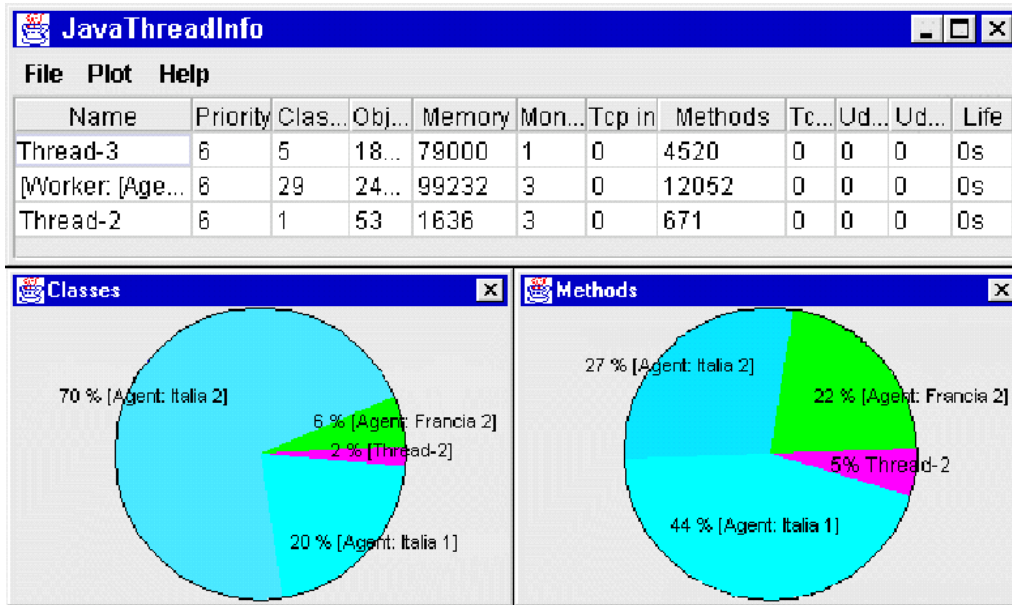 JavaThreadInfo
File Plot Help
Name Priority Clas... Obj... Memory Mon... Tcp in Methods Tc... Ud... Ud... Life
Thread-3 6 5 18... 79000 1 0 4520 0 0 0 0s
[Worker: [Age... 6 29 24... 99232 3 0 12052 0 0 0 0s
Thread-2 6 1 53 1636 3 0 671 0 0 0 0s
Classes
70 % [Agent: Italia 2]
6 % [Agent: Francia 2]
2 % [Thread-2]
20 % [Agent: Italia 1]
Methods
27 % [Agent: Italia 2]
22 % [Agent: Francia 2]
5% Thread-2
44 % [Agent: Italia 1]